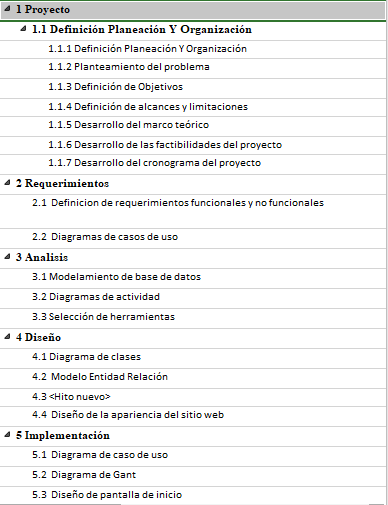 1 Proyecto
1.1 Definición Planeación Y Organización
1.1.1 Definición Planeación Y Organización
1.1.2 Planteamiento del problema
1.1.3 Definición de Objetivos
1.1.4 Definición de alcances y limitaciones
1.1.5 Desarrollo del marco teórico
1.1.6 Desarrollo de las factibilidades del proyecto
1.1.7 Desarrollo del cronograma del proyecto
2 Requerimientos
2.1 Definicion de requerimientos funcionales y no funcionales
2.2 Diagramas de casos de uso
3 Analisis
3.1 Modelamiento de base de datos
3.2 Diagramas de actividad
3.3 Selección de herramientas
4 Diseño
4.1 Diagrama de clases
4.2 Modelo Entidad Relación
4.3 <Hito nuevo>
4.4 Diseño de la apariencia del sitio web
5 Implementación
5.1 Diagrama de caso de uso
5.2 Diagrama de Gant
5.3 Diseño de pantalla de inicio